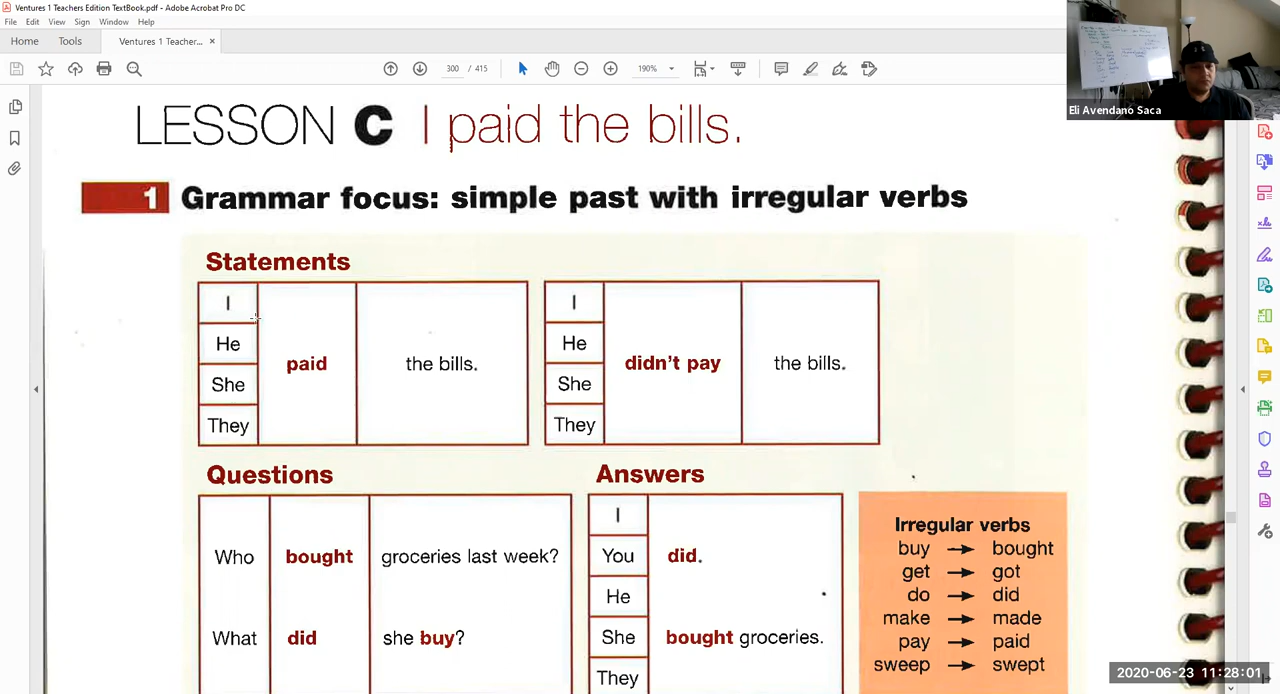 Ventures 1 Teachers Edition TextBook.pdf - Adobe Acrobat Pro DC
File Edit View Sign Window Help
Home Tools Ventures 1 Teacher... ×
300 / 415 190%
Eli Avendano Saca
LESSON C I paid the bills.
1 Grammar focus: simple past with irregular verbs
Statements
I
He
She
They
paid
the bills.
I
He
She
They
didn't pay
the bills.
Questions
Who bought groceries last week?
What did she buy?
Answers
I
You
He
She
They
did.
bought groceries.
Irregular verbs
buy → bought
get → got
do → did
make → made
pay → paid
sweep → swept
2020-06-23 11:28:01